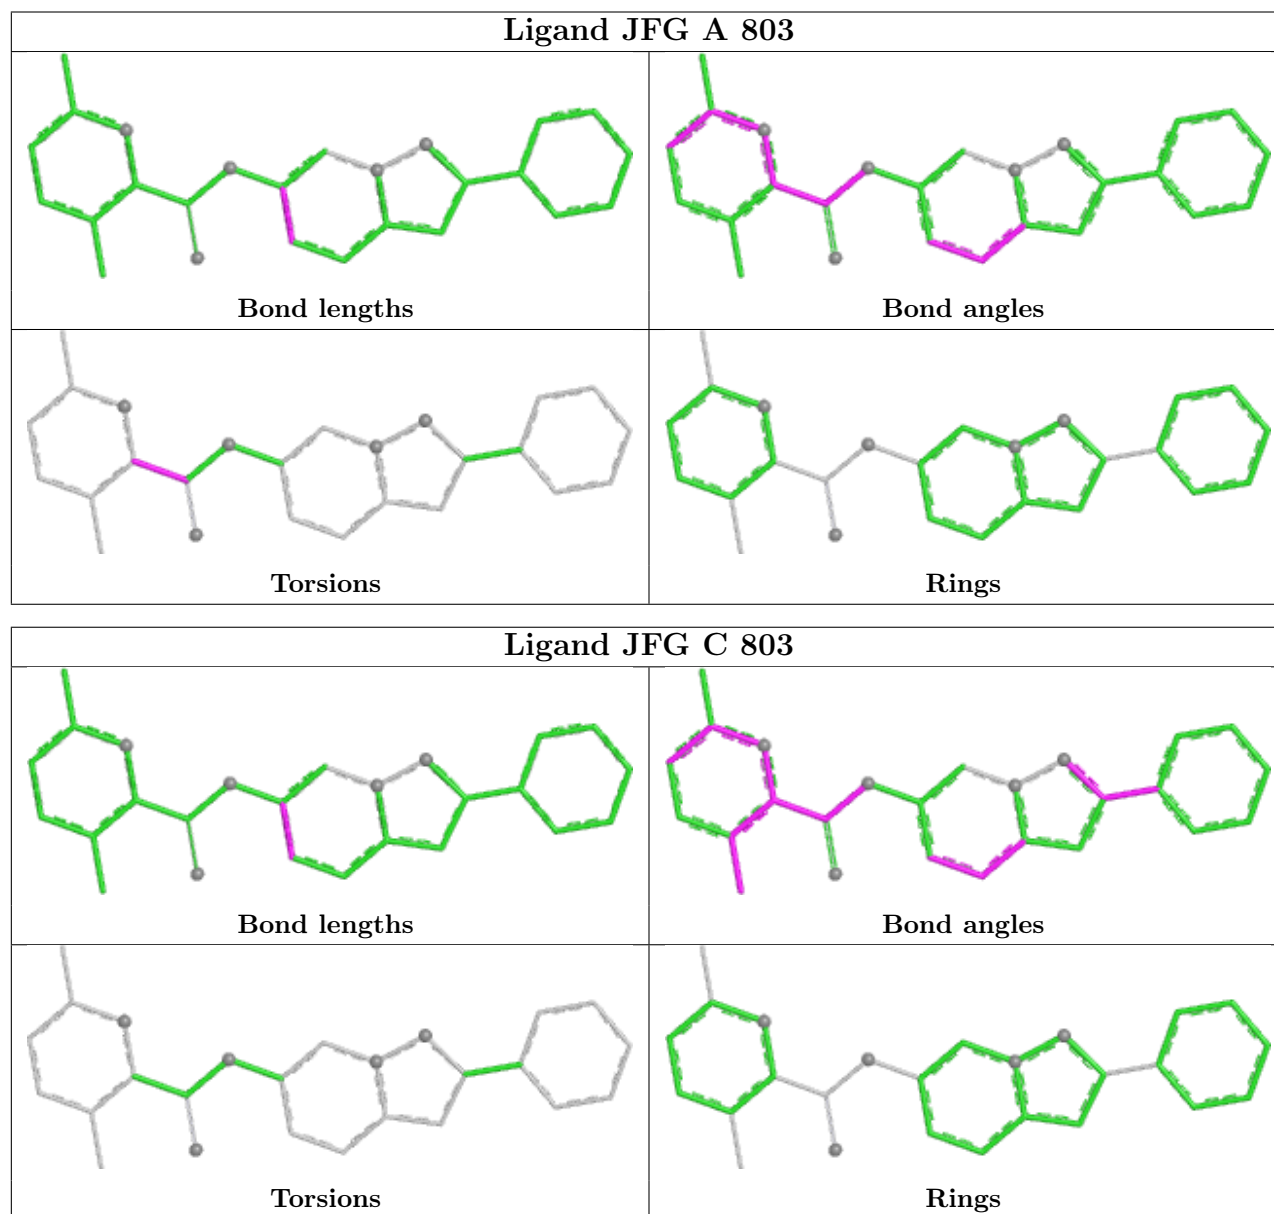 Ligand JFG A 803
Bond lengths
Bond angles
Torsions
Rings
Ligand JFG C 803
Bond lengths
Bond angles
Torsions
Rings